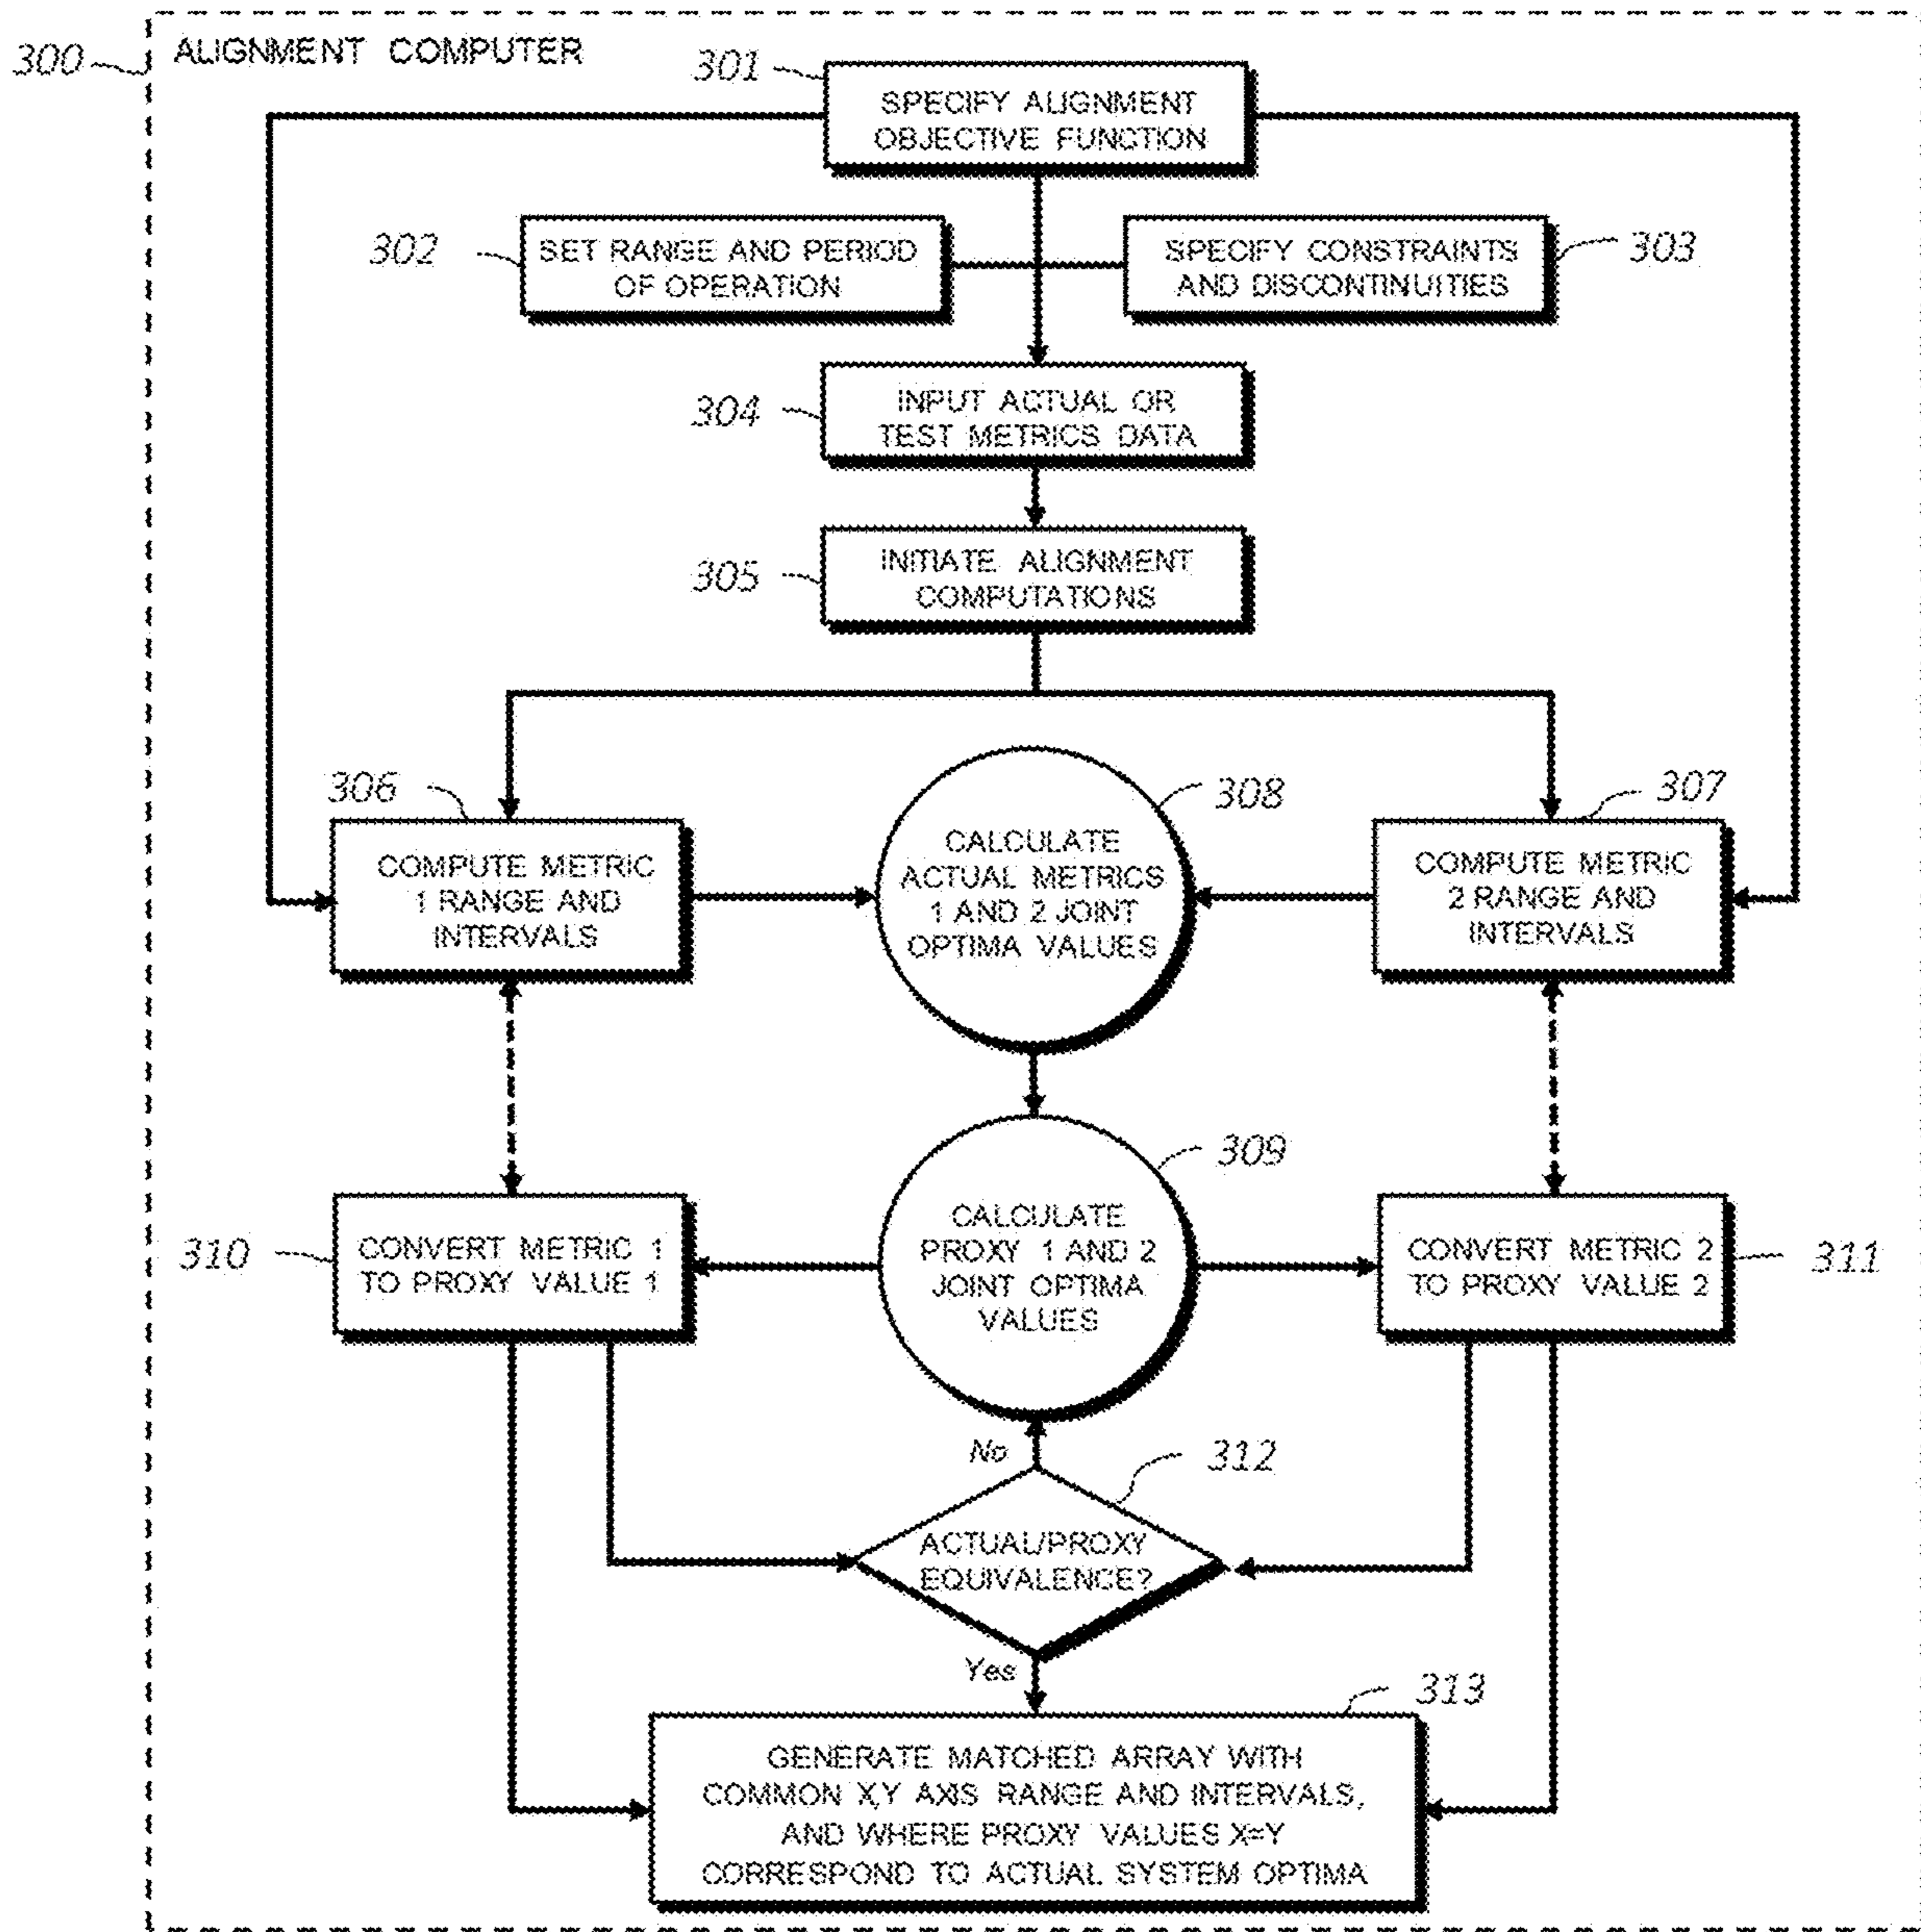 300
ALIGNMENT COMPUTER
301
SPECIFY ALIGNMENT
OBJECTIVE FUNCTION
302
SET RANGE AND PERIOD
OF OPERATION
SPECIFY CONSTRAINTS
AND DISCONTINUITIES
303
304
INPUT ACTUAL OR
TEST METRICS DATA
305
INITIATE ALIGNMENT
COMPUTATIONS
306
COMPUTE METRIC
1 RANGE AND
INTERVALS
308
CALCULATE
ACTUAL METRICS
1 AND 2 JOINT
OPTIMA VALUES
307
COMPUTE METRIC
2 RANGE AND
INTERVALS
309
CALCULATE
PROXY 1 AND 2
JOINT OPTIMA
VALUES
310
CONVERT METRIC 1
TO PROXY VALUE 1
CONVERT METRIC 2
TO PROXY VALUE 2
311
No
312
ACTUAL/PROXY
EQUIVALENCE?
Yes
313
GENERATE MATCHED ARRAY WITH
COMMON X,Y AXIS RANGE AND INTERVALS,
AND WHERE PROXY VALUES X=Y
CORRESPOND TO ACTUAL SYSTEM OPTIMA